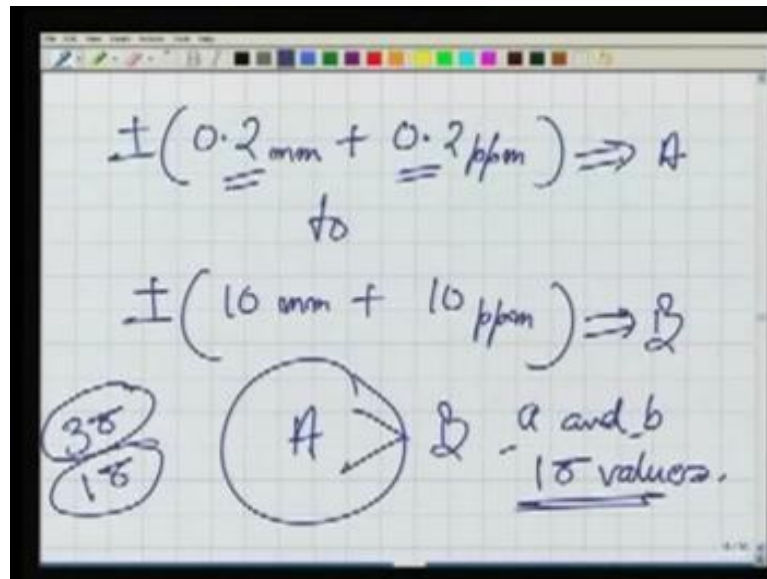 ±(0.2 mm + 0.2 ppm) ⇒ A
to
±(10 mm + 10 ppm) ⇒ B
3σ
1σ
A > B
a and b
1σ values.